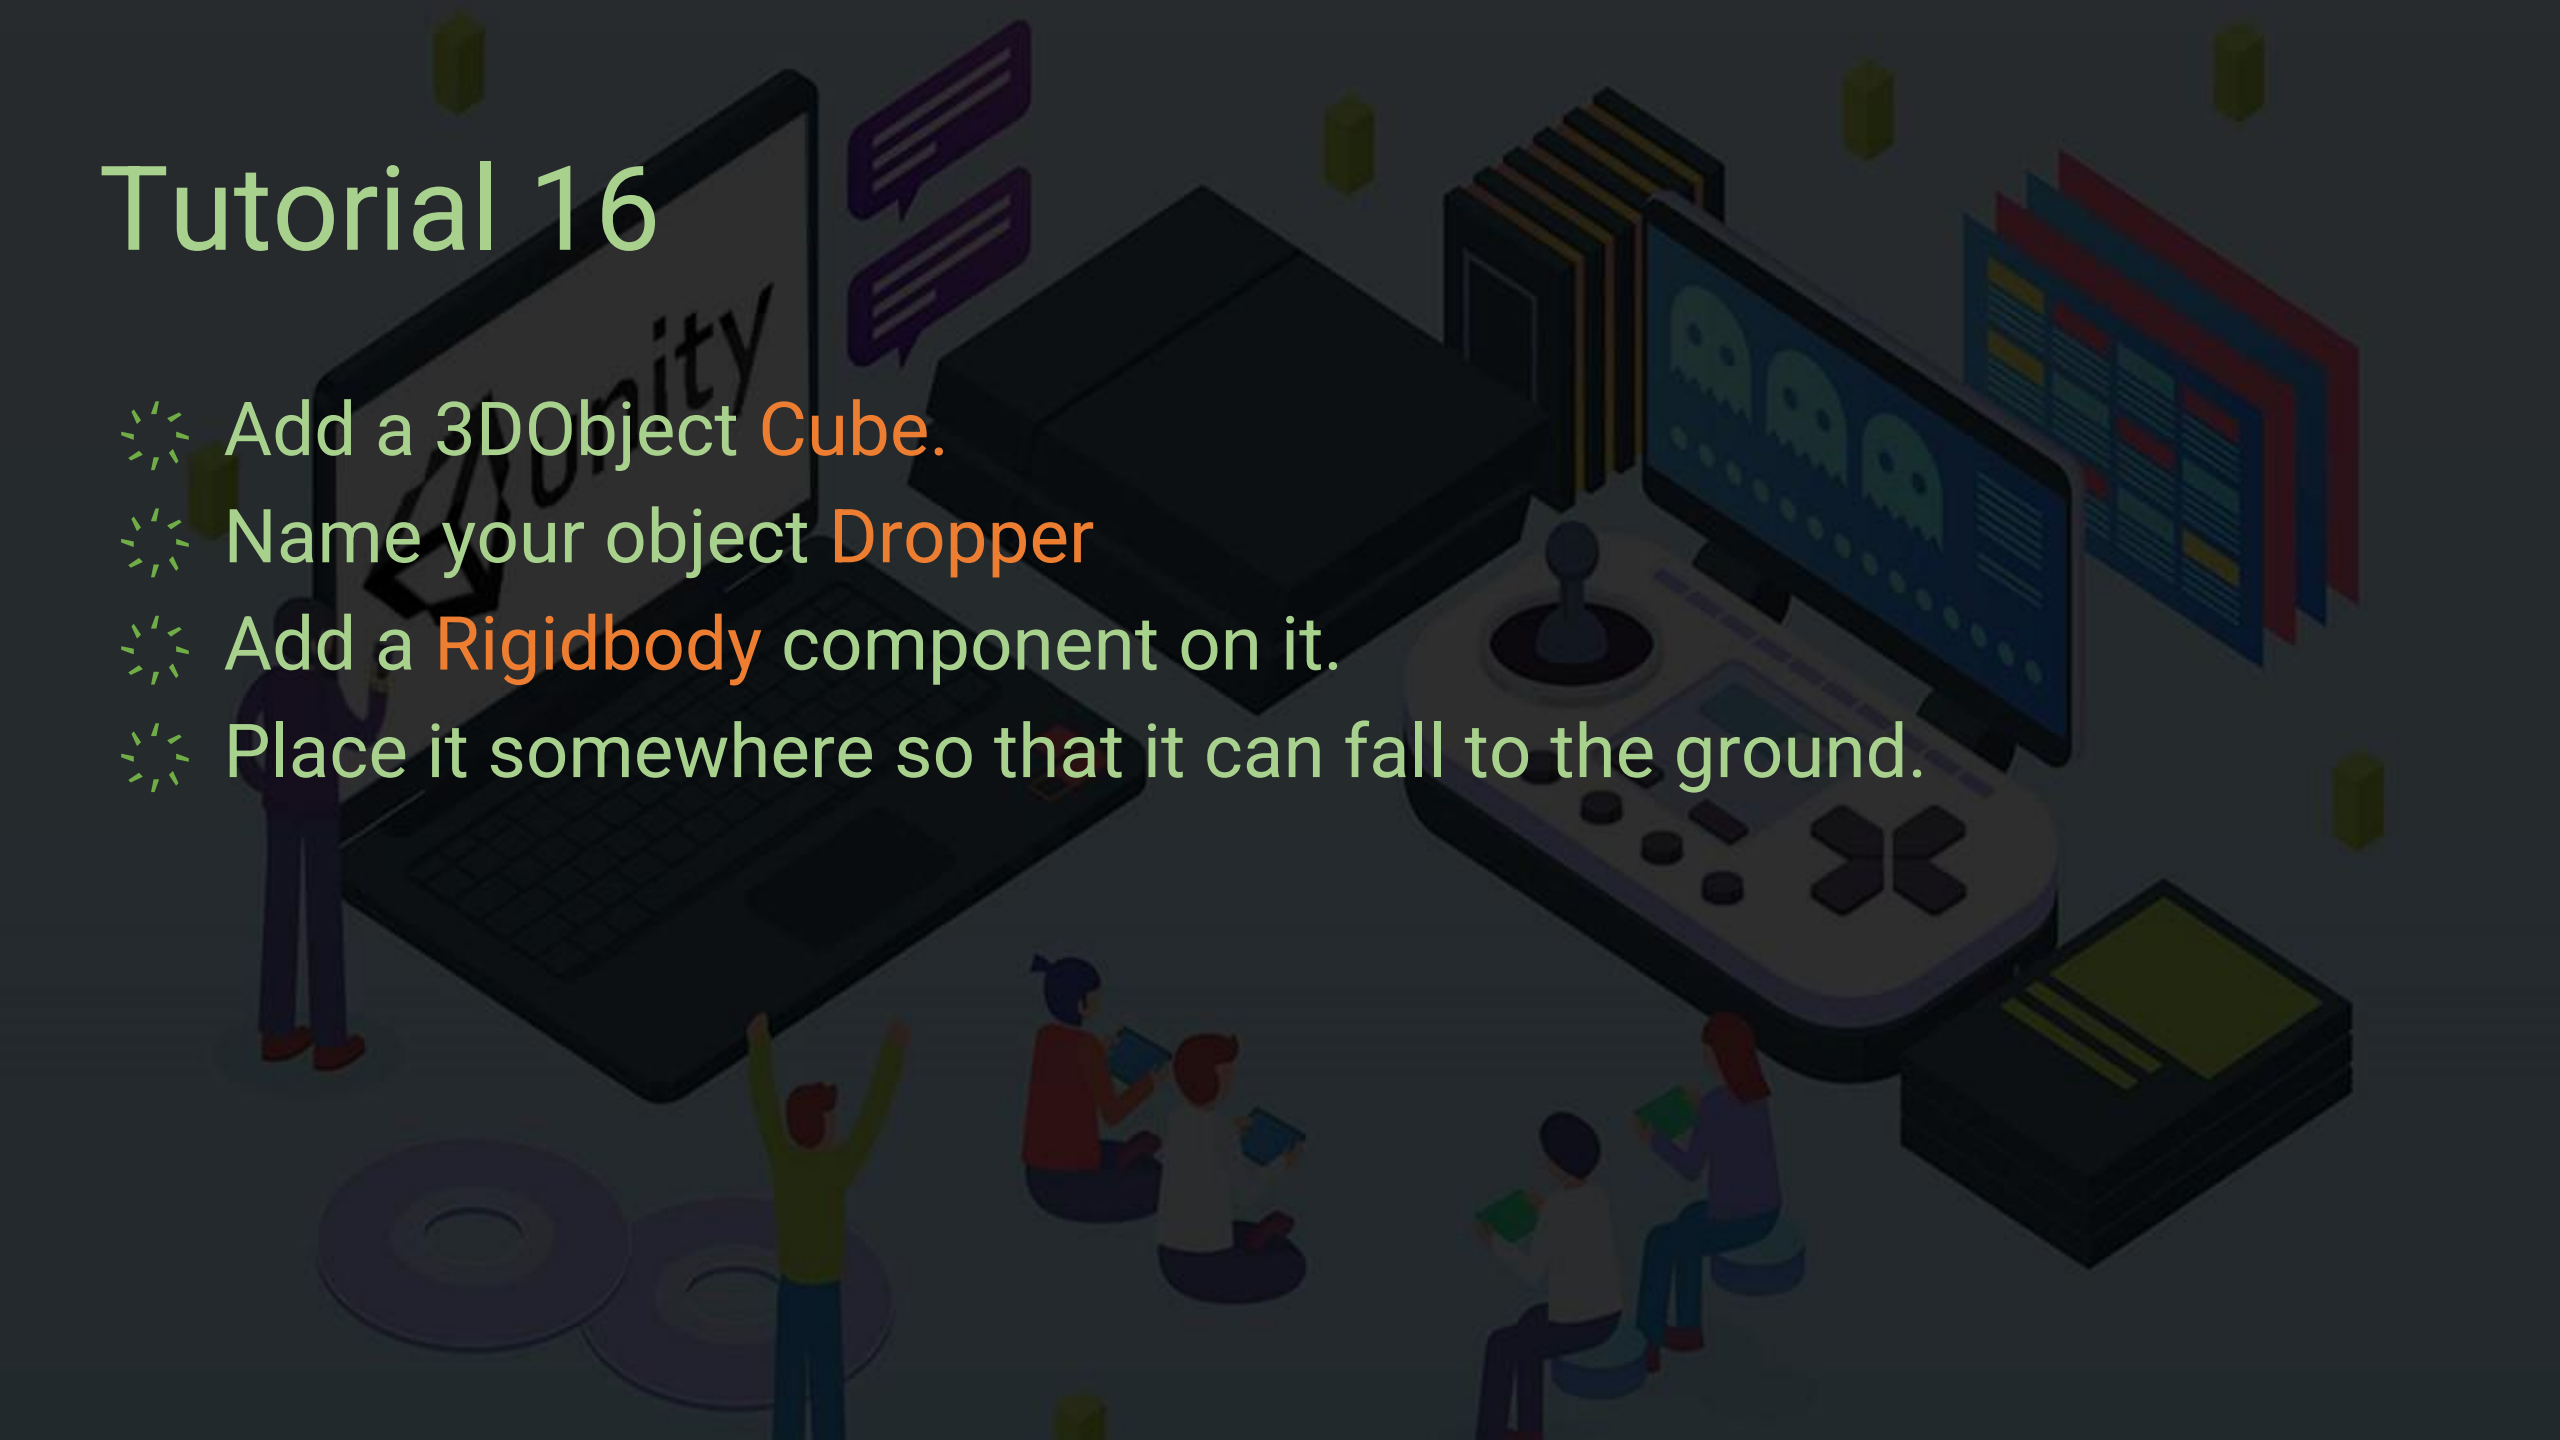 Tutorial 16
unity
Add a 3DObject Cube.
Name your object Dropper
Add a Rigidbody component on it.
Place it somewhere so that it can fall to the ground.